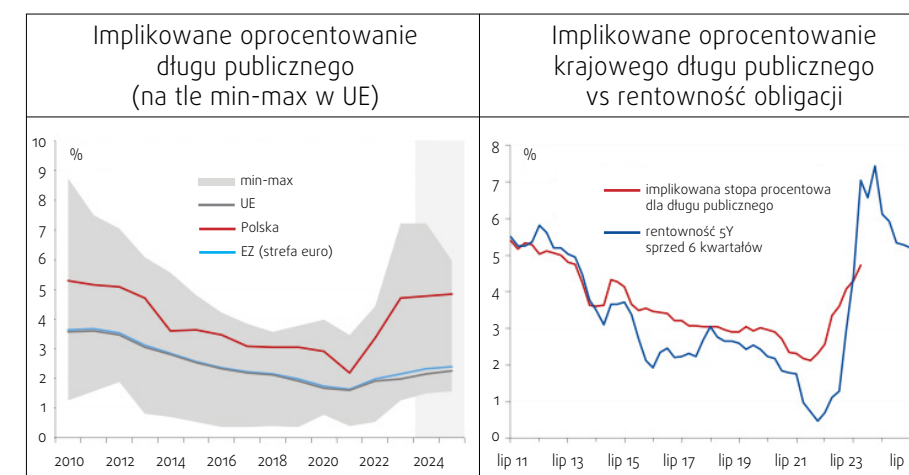 Implikowane oprocentowanie
długu publicznego
(na tle min-max w UE)
Implikowane oprocentowanie
krajowego długu publicznego
vs rentowność obligacji
%
10
9
8
7
6
5
4
3
2
1
0
min-max
UE
Polska
EZ (strefa euro)
2010 2012 2014 2016 2018 2020 2022 2024
%
8
7
6
5
4
3
2
1
0
implikowana stopa procentowa
dla długu publicznego
rentowność 5Y
sprzed 6 kwartałów
lip 11 lip 13 lip 15 lip 17 lip 19 lip 21 lip 23 lip